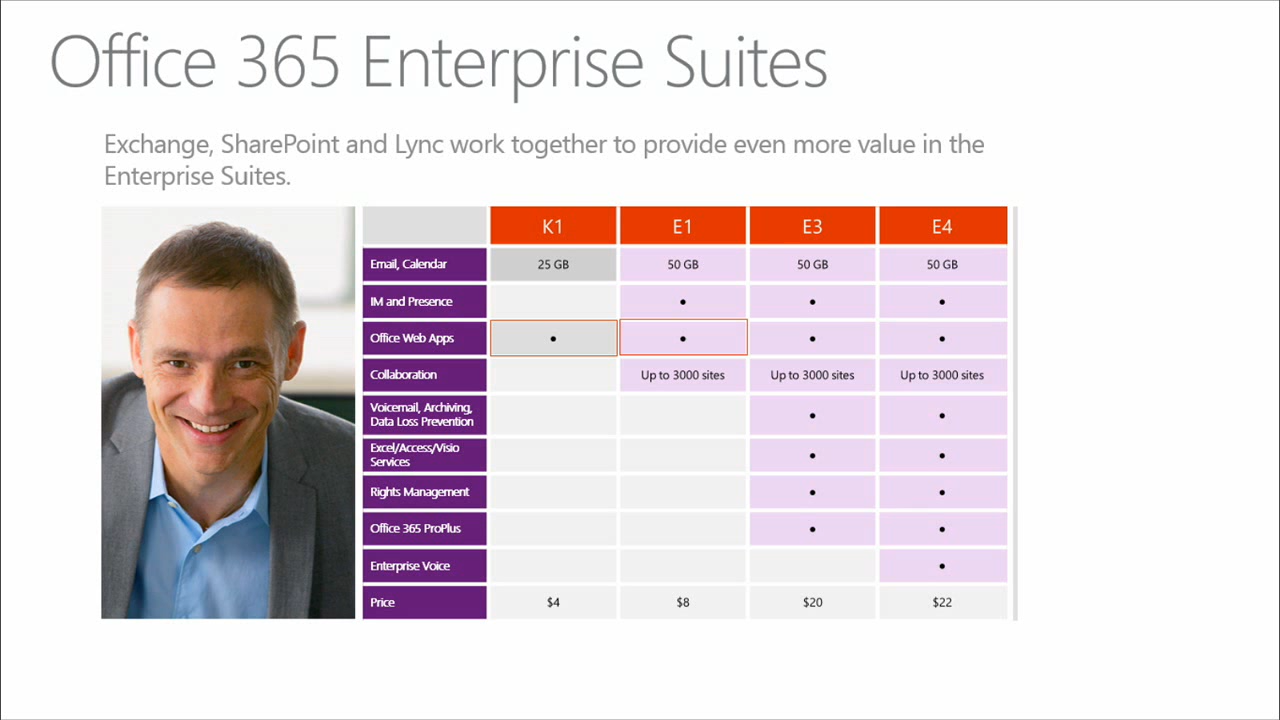 Office 365 Enterprise Suites
Exchange, SharePoint and Lync work together to provide even more value in the
Enterprise Suites.
K1 E1 E3 E4
Email, Calendar 25 GB 50 GB 50 GB 50 GB
IM and Presence • • •
Office Web Apps • • • •
Collaboration Up to 3000 sites Up to 3000 sites Up to 3000 sites
Voicemail, Archiving,
Data Loss Prevention • •
Excel/Access/Visio
Services • •
Rights Management • •
Office 365 ProPlus • •
Enterprise Voice •
Price $4 $8 $20 $22